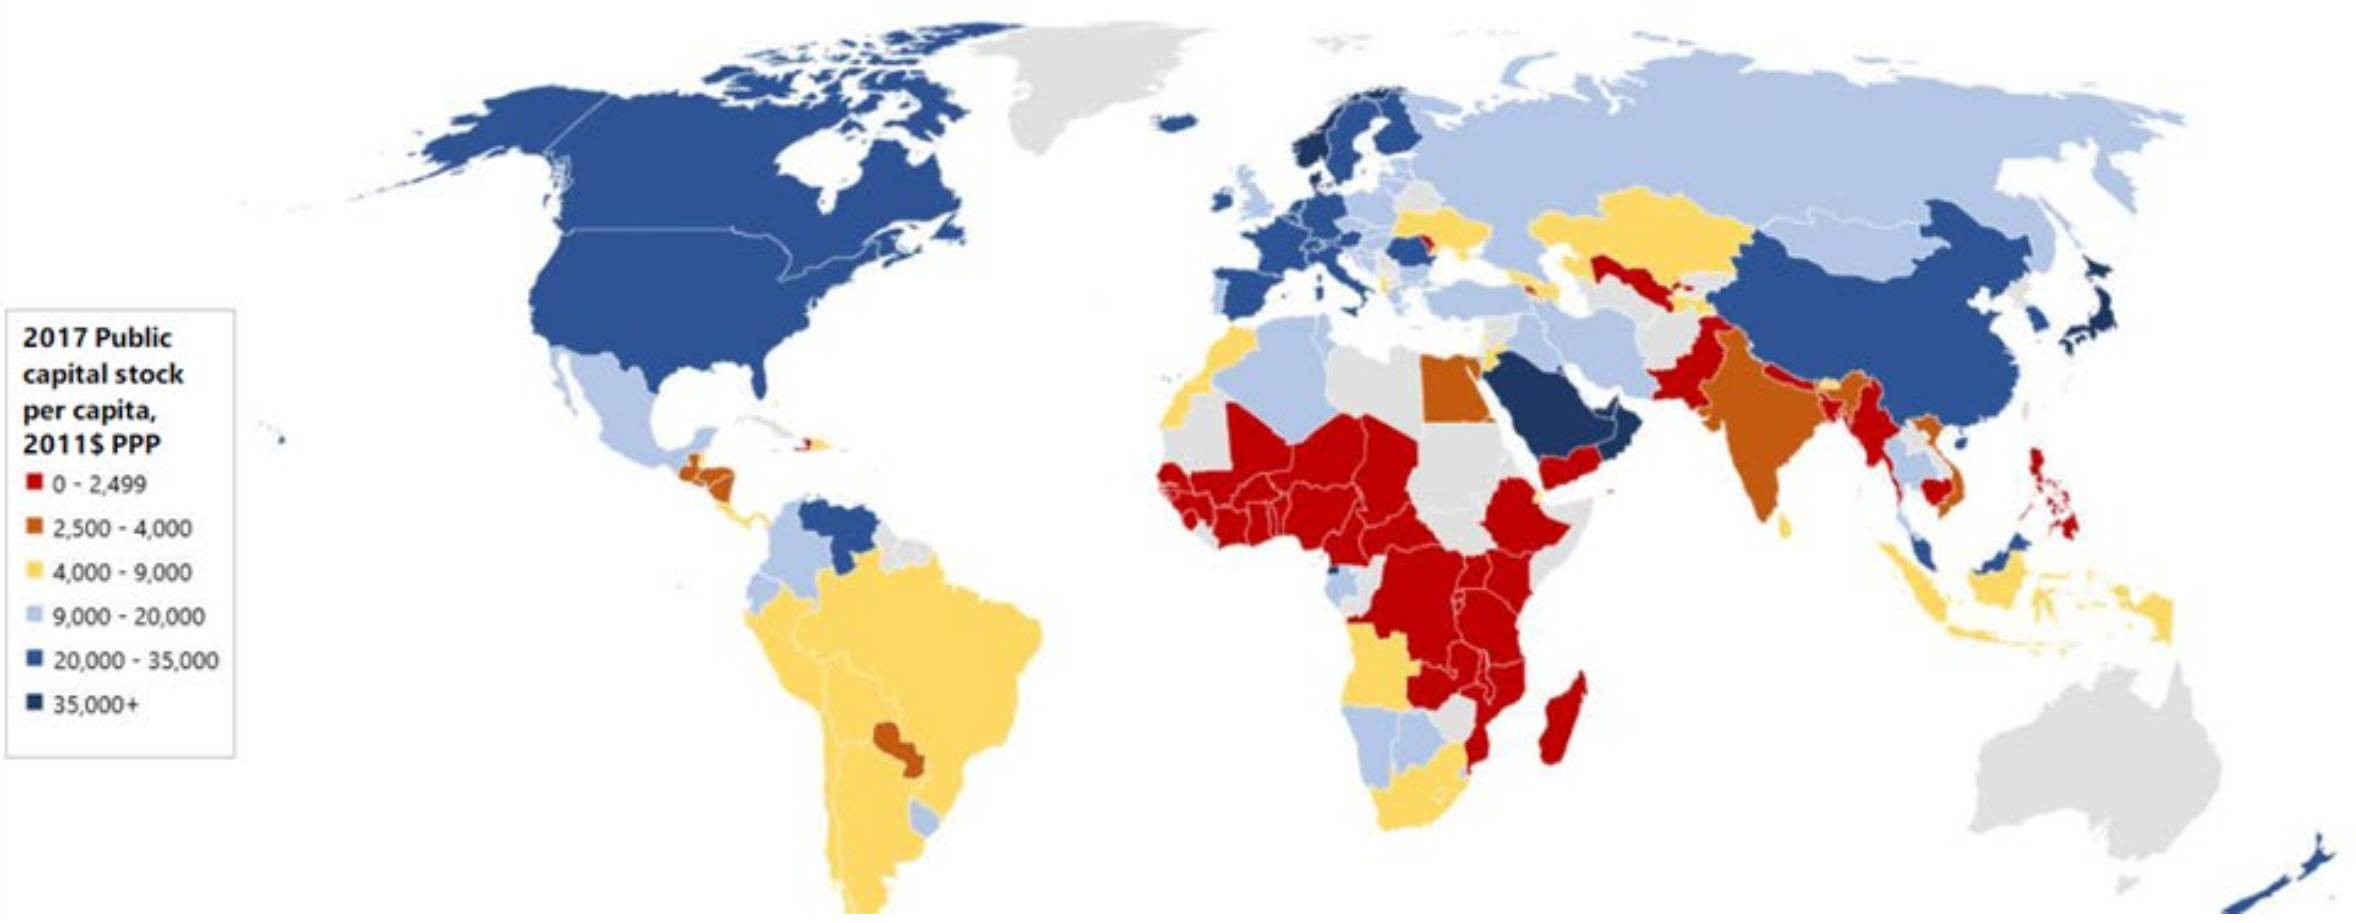 2017 Public
capital stock
per capita,
2011$ PPP
0 - 2,499
2,500 - 4,000
4,000 - 9,000
9,000 - 20,000
20,000 - 35,000
35,000+